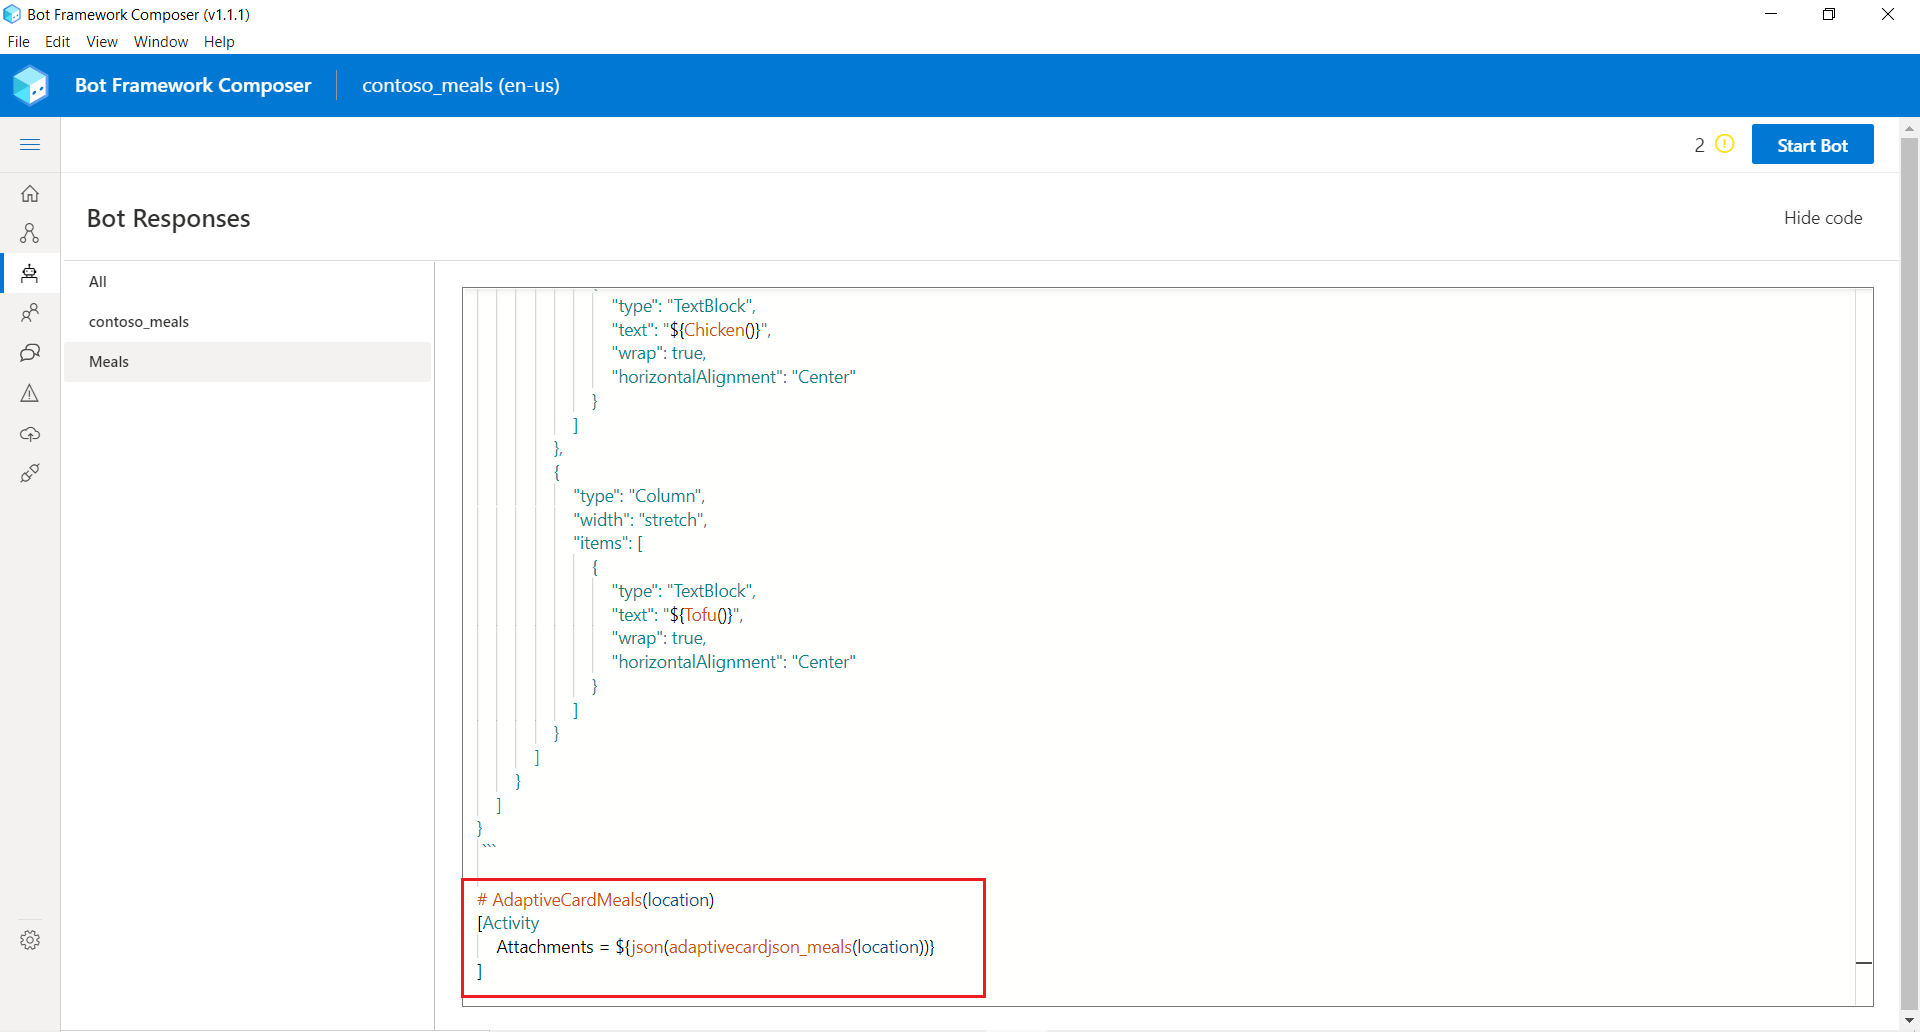 Bot Framework Composer (v1.1.1)
File Edit View Window Help
Bot Framework Composer contoso_meals (en-us)
2 Start Bot
Bot Responses
Hide code
All
contoso_meals
Meals
"type": "TextBlock",
"text": "${Chicken()}",
"wrap": true,
"horizontalAlignment": "Center"
}
]
},
{
"type": "Column",
"width": "stretch",
"items": [
{
"type": "TextBlock",
"text": "${Tofu()}",
"wrap": true,
"horizontalAlignment": "Center"
}
]
}
]
}
]
}
```
# AdaptiveCardMeals(location)
[Activity
Attachments = ${json(adaptivecardjson_meals(location))}
]